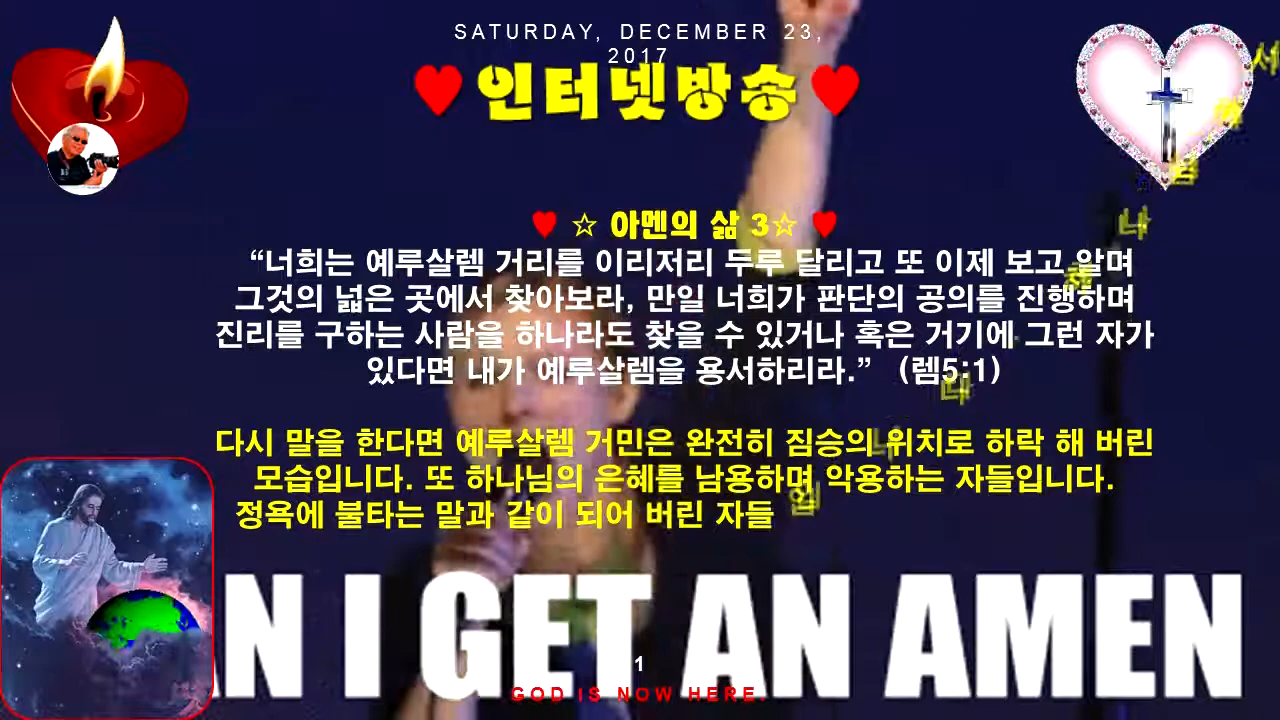 SATURDAY, DECEMBER 23,
2017
♥인터넷방송♥
♥ ☆ 아멘의 삶 3☆ ♥
“너희는 예루살렘 거리를 이리저리 두루 달리고 또 이제 보고 알며
그것의 넓은 곳에서 찾아보라, 만일 너희가 판단의 공의를 진행하며
진리를 구하는 사람을 하나라도 찾을 수 있거나 혹은 거기에 그런 자가
있다면 내가 예루살렘을 용서하리라.” (렘5:1)
다시 말을 한다면 예루살렘 거민은 완전히 짐승의 위치로 하락 해 버린
모습입니다. 또 하나님의 은혜를 남용하며 악용하는 자들입니다.
정욕에 불타는 말과 같이 되어 버린 자들
AN I GET AN AMEN
1
GOD IS NOW HERE.